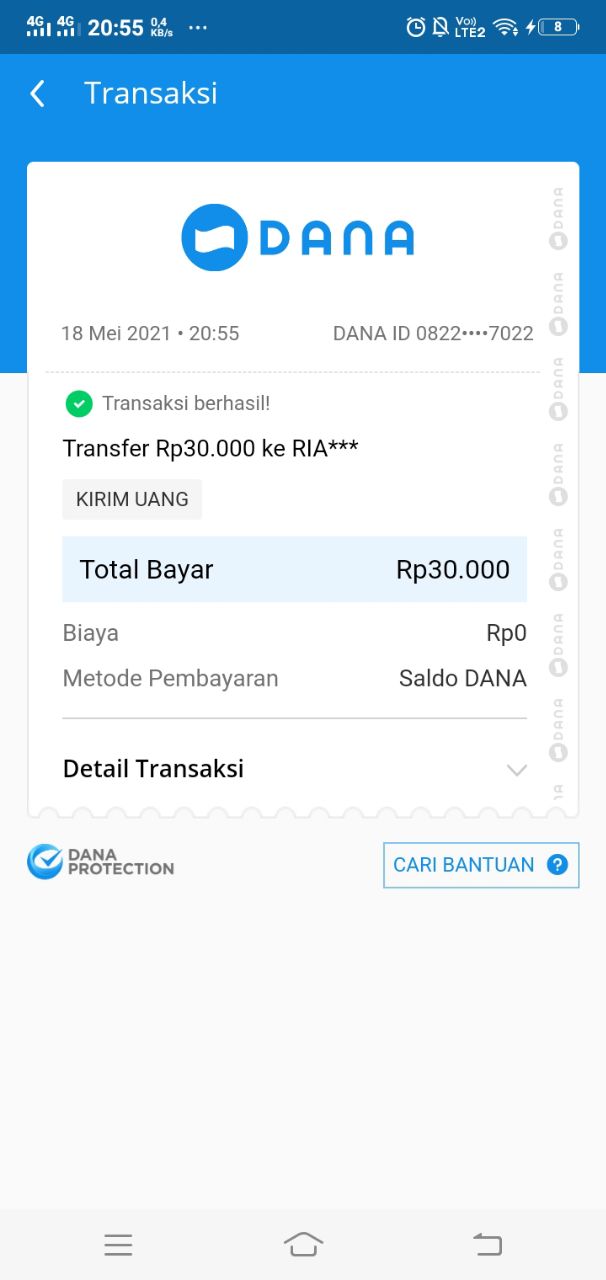 4G 4G 20:55 0,4 KB/s ... Vo)) LTE2 8
Transaksi
DANA
18 Mei 2021 • 20:55 DANA ID 0822••••7022
Transaksi berhasil!
Transfer Rp30.000 ke RIA***
KIRIM UANG
Total Bayar Rp30.000
Biaya Rp0
Metode Pembayaran Saldo DANA
Detail Transaksi
DANA
DANA
DANA
DANA
DANA
DANA
DANA
DANA
PROTECTION
CARI BANTUAN ?